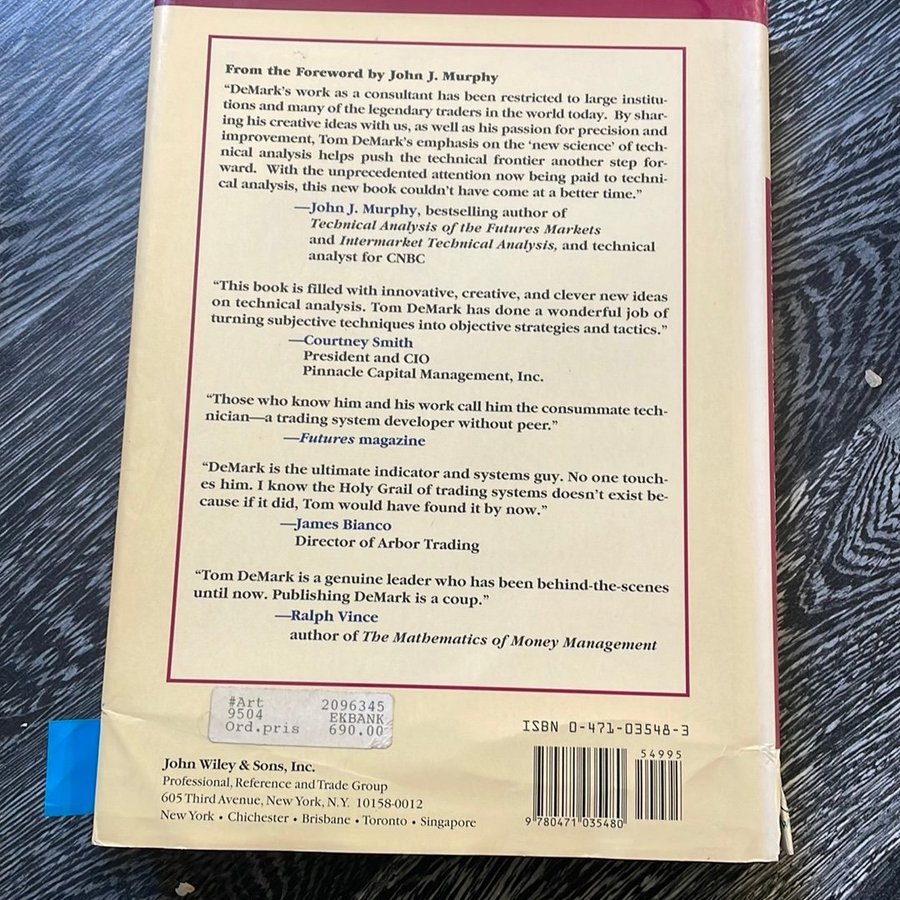 From the Foreword by John J. Murphy
“DeMark’s work as a consultant has been restricted to large institu-
tions and many of the legendary traders in the world today. By shar-
ing his creative ideas with us, as well as his passion for precision and
improvement, Tom DeMark’s emphasis on the ‘new science’ of tech-
nical analysis helps push the technical frontier another step for-
ward. With the unprecedented attention now being paid to techni-
cal analysis, this new book couldn’t have come at a better time.”
—John J. Murphy, bestselling author of
Technical Analysis of the Futures Markets
and Intermarket Technical Analysis, and technical
analyst for CNBC
“This book is filled with innovative, creative, and clever new ideas
on technical analysis. Tom DeMark has done a wonderful job of
turning subjective techniques into objective strategies and tactics.”
—Courtney Smith
President and CIO
Pinnacle Capital Management, Inc.
“Those who know him and his work call him the consummate tech-
nician—a trading system developer without peer.”
—Futures magazine
“DeMark is the ultimate indicator and systems guy. No one touch-
es him. I know the Holy Grail of trading systems doesn’t exist be-
cause if it did, Tom would have found it by now.”
—James Bianco
Director of Arbor Trading
“Tom DeMark is a genuine leader who has been behind-the-scenes
until now. Publishing DeMark is a coup.”
—Ralph Vince
author of The Mathematics of Money Management
#Art 2096345
9504 EKBANK
Ord.pris 690.00
John Wiley & Sons, Inc.
Professional, Reference and Trade Group
605 Third Avenue, New York, N.Y. 10158-0012
New York • Chichester • Brisbane • Toronto • Singapore
ISBN 0-471-03548-3
54995
9 780471 035480